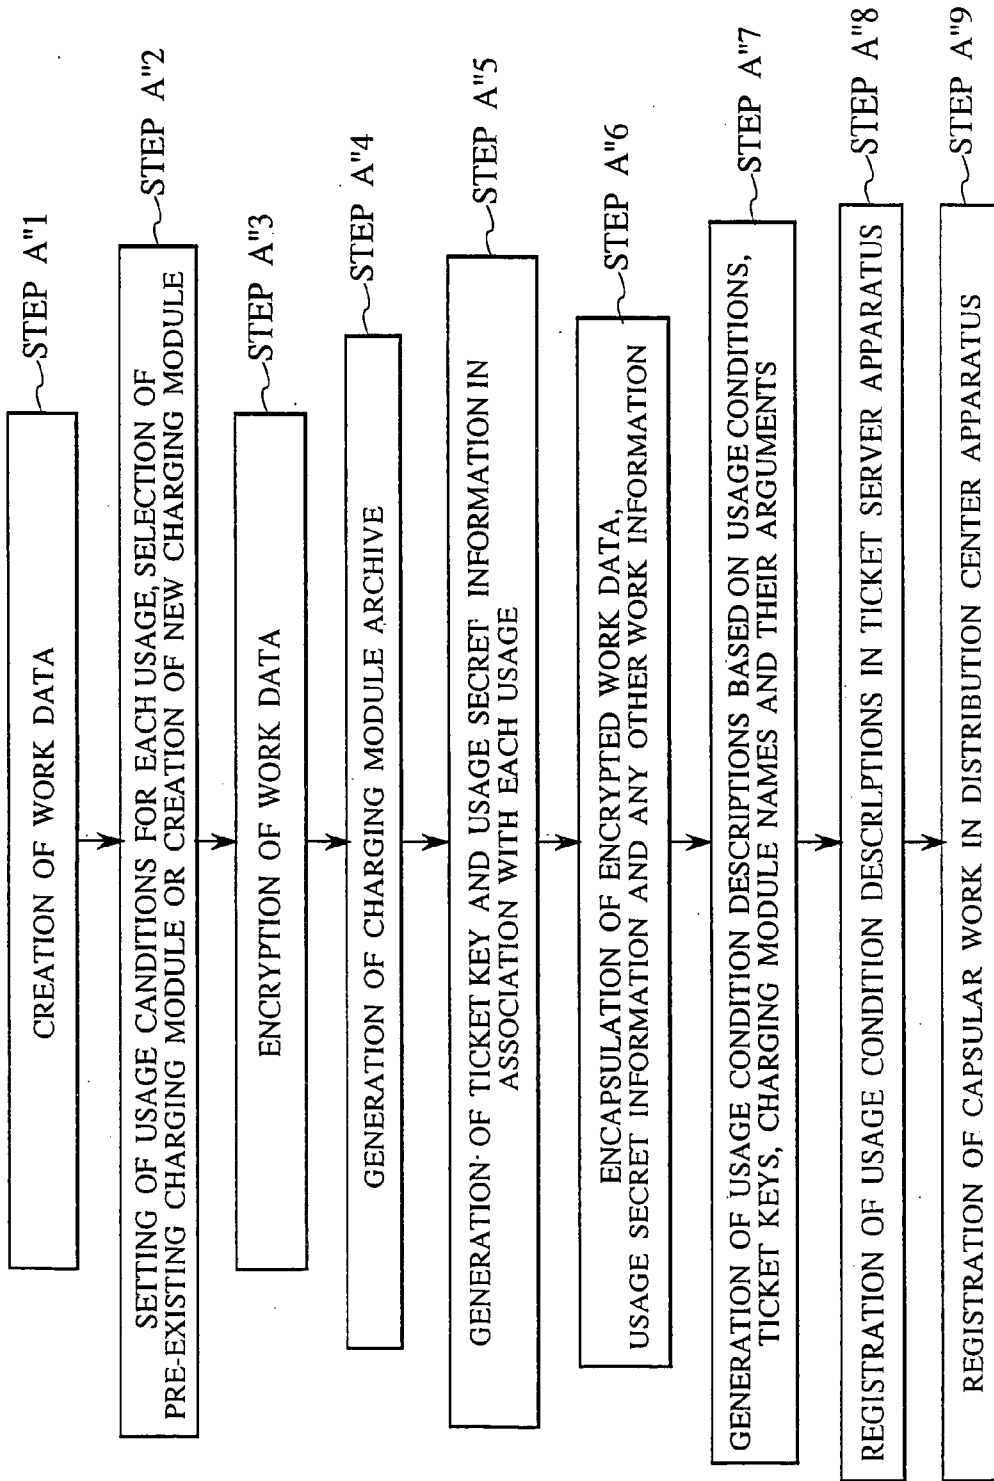 CREATION OF WORK DATA
STEP A"1
SETTING OF USAGE CANDITIONS FOR EACH USAGE, SELECTION OF
PRE-EXISTING CHARGING MODULE OR CREATION OF NEW CHARGING MODULE
STEP A"2
ENCRYPTION OF WORK DATA
STEP A"3
GENERATION OF CHARGING MODULE ARCHIVE
STEP A"4
GENERATION OF TICKET KEY AND USAGE SECRET INFORMATION IN
ASSOCIATION WITH EACH USAGE
STEP A"5
ENCAPSULATION OF ENCRYPTED WORK DATA,
USAGE SECRET INFORMATION AND ANY OTHER WORK INFORMATION
STEP A"6
GENERATION OF USAGE CONDITION DESCRIPTIONS BASED ON USAGE CONDITIONS,
TICKET KEYS, CHARGING MODULE NAMES AND THEIR ARGUMENTS
STEP A"7
REGISTRATION OF USAGE CONDITION DESCRIPTIONS IN TICKET SERVER APPARATUS
STEP A"8
REGISTRATION OF CAPSULAR WORK IN DISTRIBUTION CENTER APPARATUS
STEP A"9